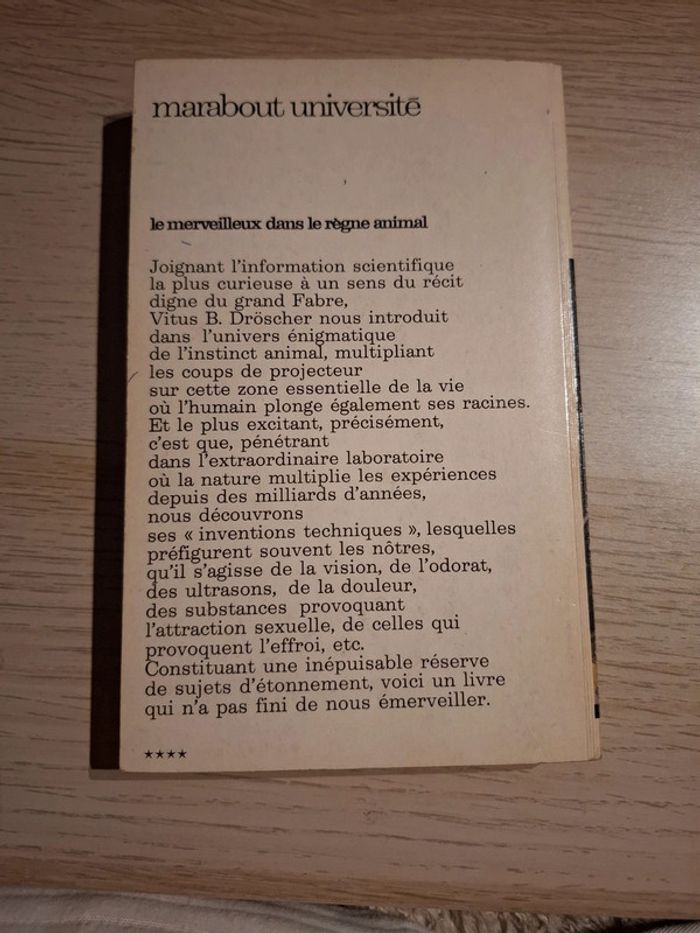 marabout université
le merveilleux dans le règne animal
Joignant l'information scientifique
la plus curieuse à un sens du récit
digne du grand Fabre,
Vitus B. Dröscher nous introduit
dans l'univers énigmatique
de l'instinct animal, multipliant
les coups de projecteur
sur cette zone essentielle de la vie
où l'humain plonge également ses racines.
Et le plus excitant, précisément,
c'est que, pénétrant
dans l'extraordinaire laboratoire
où la nature multiplie les expériences
depuis des milliards d'années,
nous découvrons
ses « inventions techniques », lesquelles
préfigurent souvent les nôtres,
qu'il s'agisse de la vision, de l'odorat,
des ultrasons, de la douleur,
des substances provoquant
l'attraction sexuelle, de celles qui
provoquent l'effroi, etc.
Constituant une inépuisable réserve
de sujets d'étonnement, voici un livre
qui n'a pas fini de nous émerveiller.
★★★★